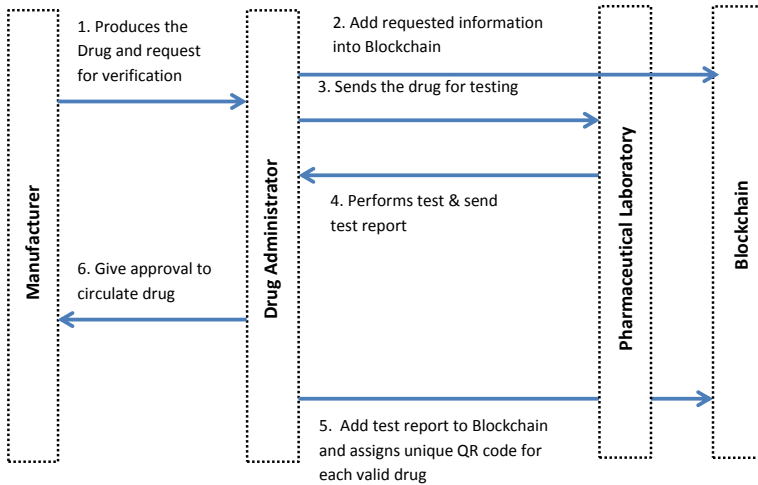 1. Produces the
Drug and request
for verification
2. Add requested information
into Blockchain
3. Sends the drug for testing
4. Performs test & send
test report
6. Give approval to
circulate drug
5. Add test report to Blockchain
and assigns unique QR code for
each valid drug
Manufacturer
Drug Administrator
Pharmaceutical Laboratory
Blockchain